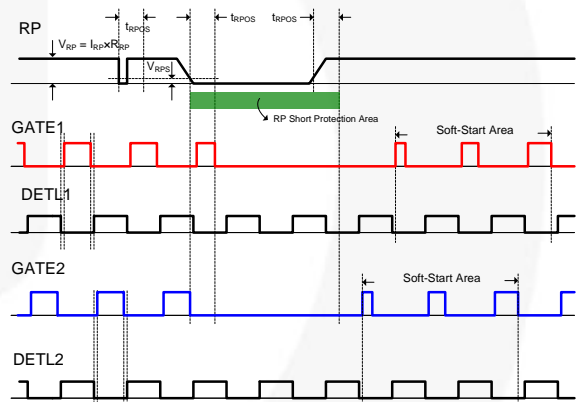 RP
tRPOS
tRPOS
tRPOS
VRP = IRP×RRP
VRPS
RP Short Protection Area
GATE1
Soft-Start Area
DETL1
GATE2
Soft-Start Area
DETL2